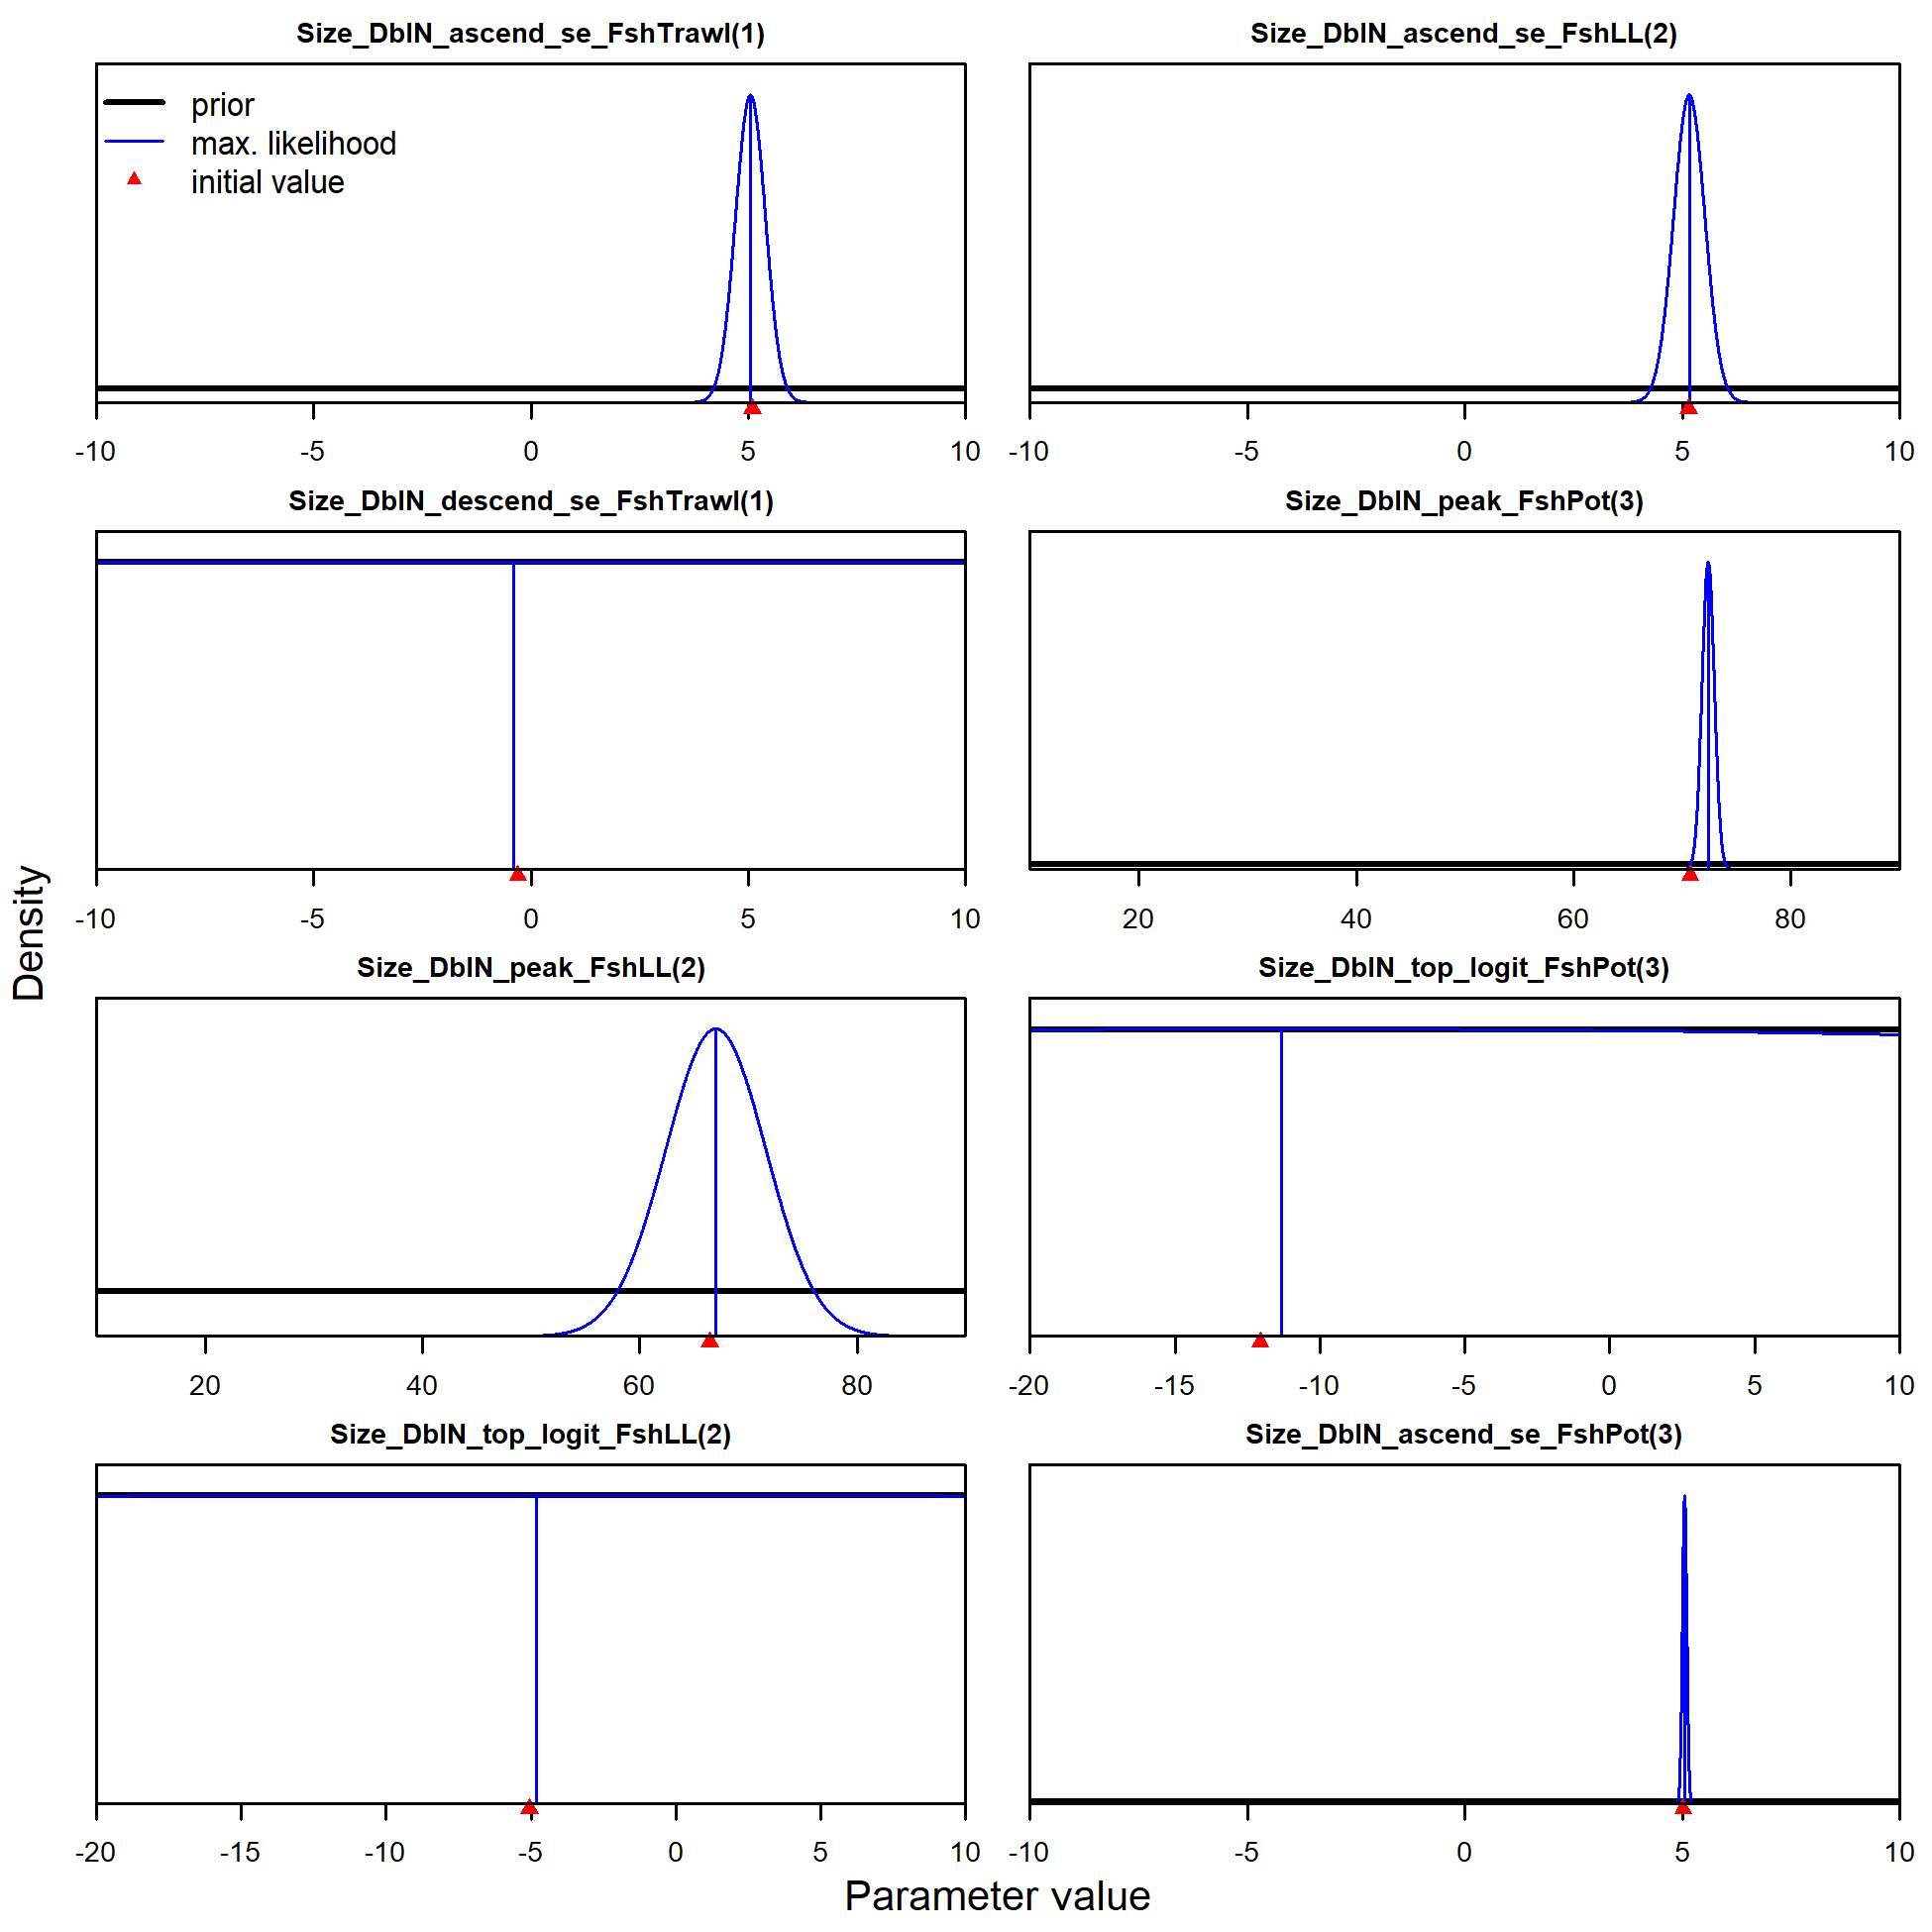 Size_DblN_ascend_se_FshTrawl(1)
prior
max. likelihood
initial value
-10 -5 0 5 10
Size_DblN_ascend_se_FshLL(2)
-10 -5 0 5 10
Size_DblN_descend_se_FshTrawl(1)
-10 -5 0 5 10
Size_DblN_peak_FshPot(3)
20 40 60 80
Size_DblN_peak_FshLL(2)
20 40 60 80
Size_DblN_top_logit_FshPot(3)
-20 -15 -10 -5 0 5 10
Size_DblN_top_logit_FshLL(2)
-20 -15 -10 -5 0 5 10
Size_DblN_ascend_se_FshPot(3)
-10 -5 0 5 10
Density
Parameter value